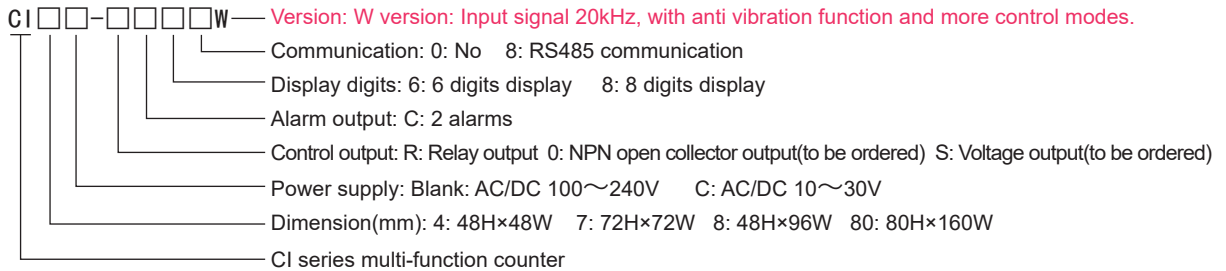 CI□□-□□□□W Version: W version: Input signal 20kHz, with anti vibration function and more control modes.
Communication: 0: No 8: RS485 communication
Display digits: 6: 6 digits display 8: 8 digits display
Alarm output: C: 2 alarms
Control output: R: Relay output 0: NPN open collector output(to be ordered) S: Voltage output(to be ordered)
Power supply: Blank: AC/DC 100～240V C: AC/DC 10～30V
Dimension(mm): 4: 48H×48W 7: 72H×72W 8: 48H×96W 80: 80H×160W
CI series multi-function counter